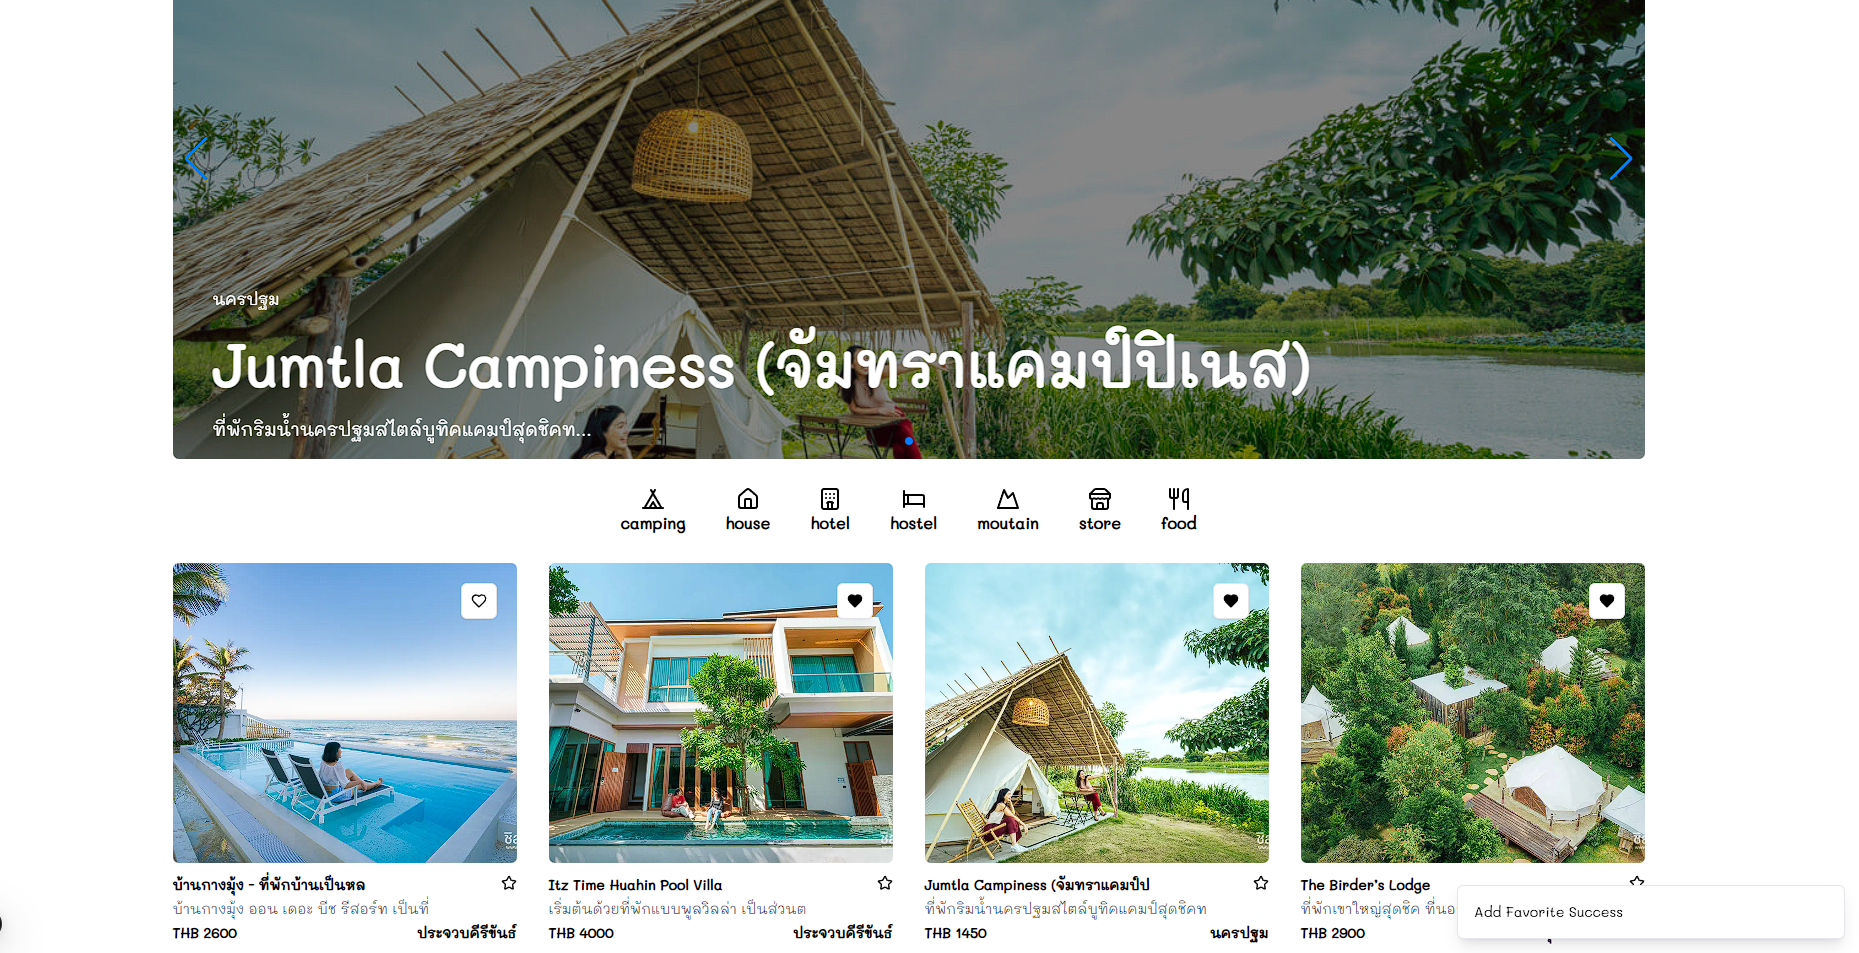 นครปฐม
Jumtla Campiness (จัมทราแคมป์ปิเนส)
ที่พักริมน้ำนครปฐมสไตล์บูทิคแคมป์สุดชิคท...
camping
house
hotel
hostel
moutain
store
food
บ้านกางมุ้ง - ที่พักบ้านเป็นหล
บ้านกางมุ้ง ออน เดอะ บีช รีสอร์ท เป็นที่
THB 2600
ประจวบคีรีขันธ์
Itz Time Huahin Pool Villa
เริ่มต้นด้วยที่พักแบบพูลวิลล่า เป็นส่วนต
THB 4000
ประจวบคีรีขันธ์
Jumtla Campiness (จัมทราแคมป์ป
ที่พักริมน้ำนครปฐมสไตล์บูทิคแคมป์สุดชิคท
THB 1450
นครปฐม
The Birder's Lodge
ที่พักเขาใหญ่สุดชิค ที่นอ
THB 2900
Add Favorite Success